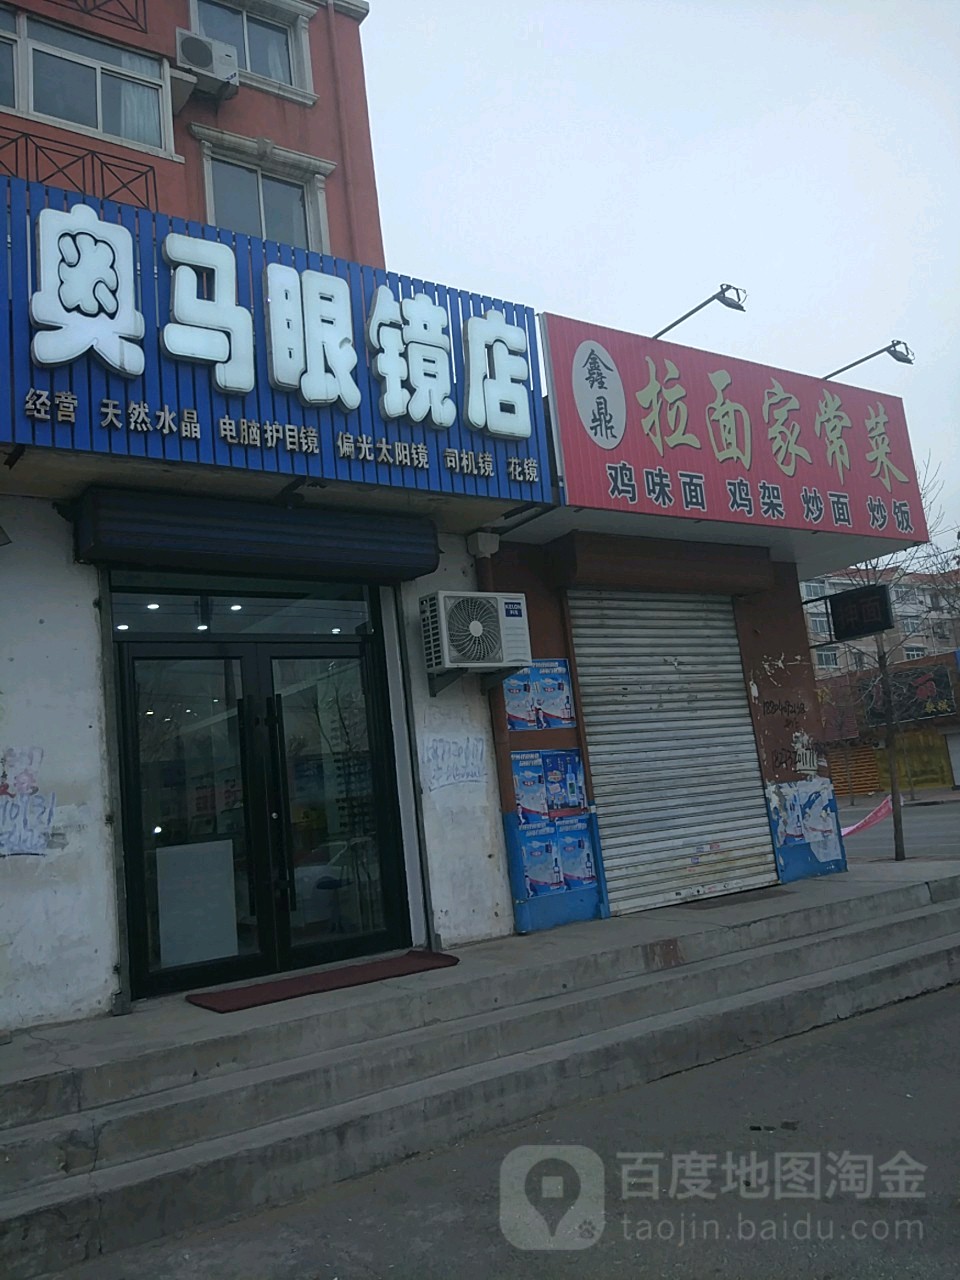 奥马眼镜店
经营 天然水晶 电脑护目镜 偏光太阳镜 司机镜 花镜
鑫鼎
拉面家常菜
鸡味面 鸡架 炒面 炒饭
KELON
百度地图淘金
taojin.baidu.com